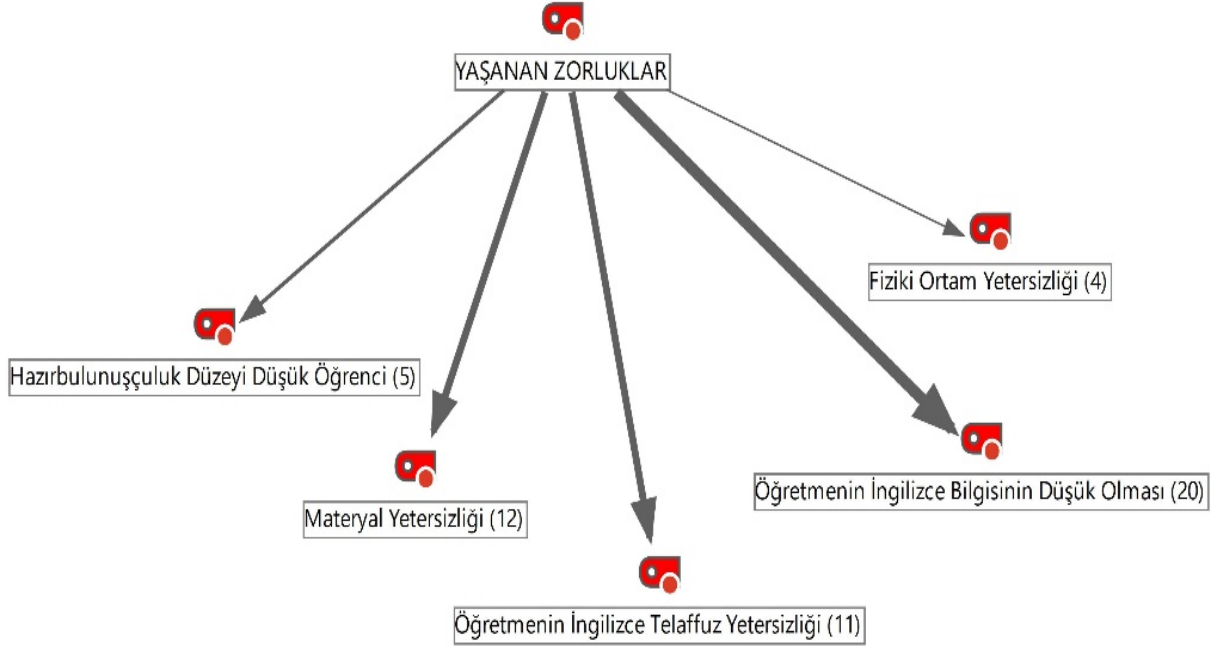 YAŞANAN ZORLUKLAR
Fiziki Ortam Yetersizliği (4)
Hazırbulunuşçuluk Düzeyi Düşük Öğrenci (5)
Öğretmenin İngilizce Bilgisinin Düşük Olması (20)
Materyal Yetersizliği (12)
Öğretmenin İngilizce Telaffuz Yetersizliği (11)